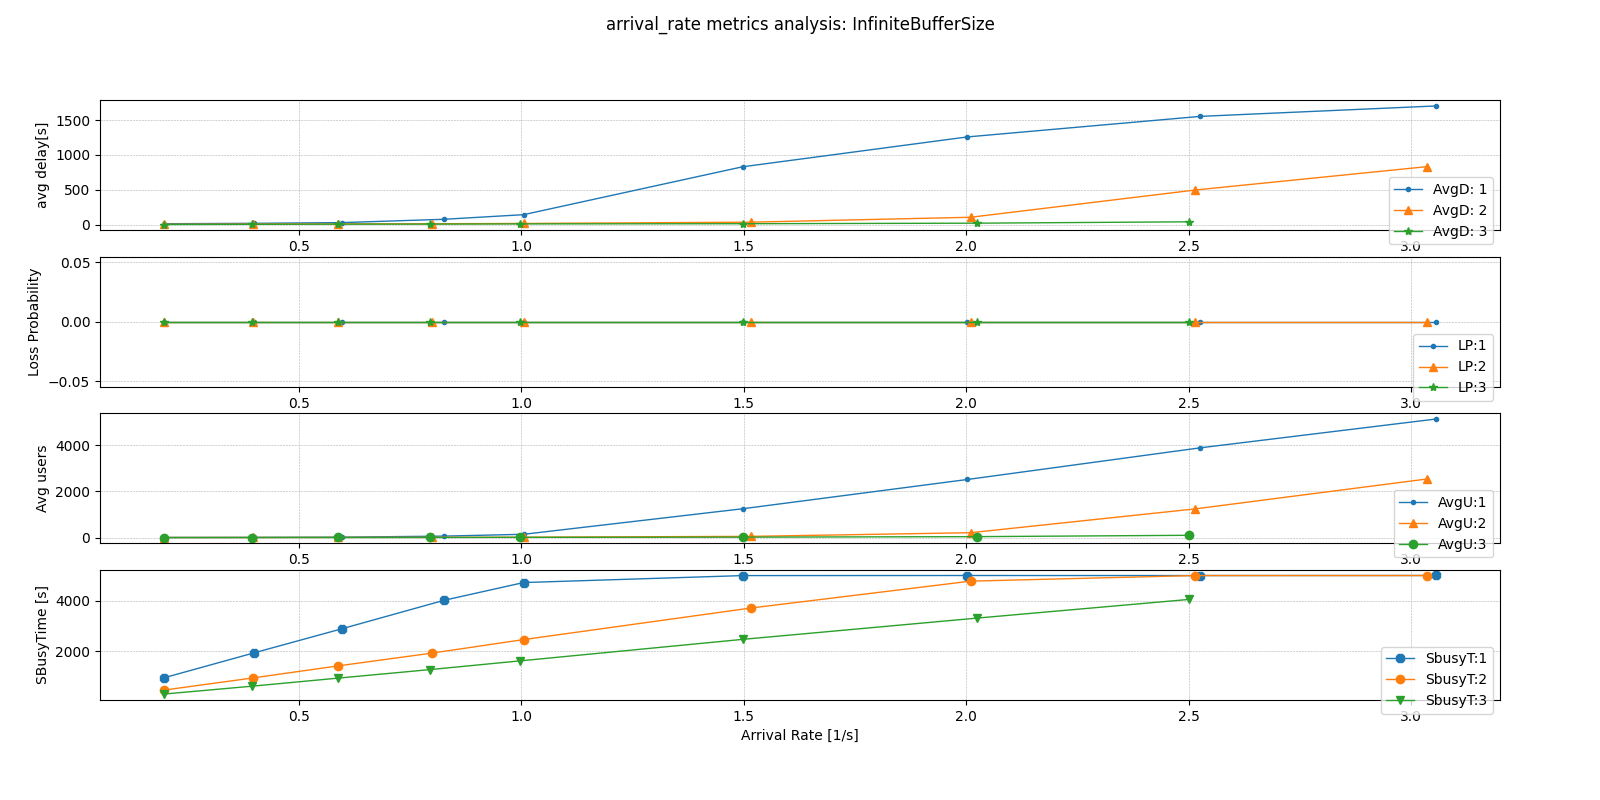 arrival_rate metrics analysis: InfiniteBufferSize
avg delay[s]
1500
1000
500
0
AvgD: 1
AvgD: 2
AvgD: 3
0.5 1.0 1.5 2.0 2.5 3.0
Loss Probability
0.05
0.00
−0.05
LP:1
LP:2
LP:3
0.5 1.0 1.5 2.0 2.5 3.0
Avg users
4000
2000
0
AvgU:1
AvgU:2
AvgU:3
0.5 1.0 1.5 2.0 2.5 3.0
SBusyTime [s]
4000
2000
SbusyT:1
SbusyT:2
SbusyT:3
0.5 1.0 1.5 2.0 2.5 3.0
Arrival Rate [1/s]